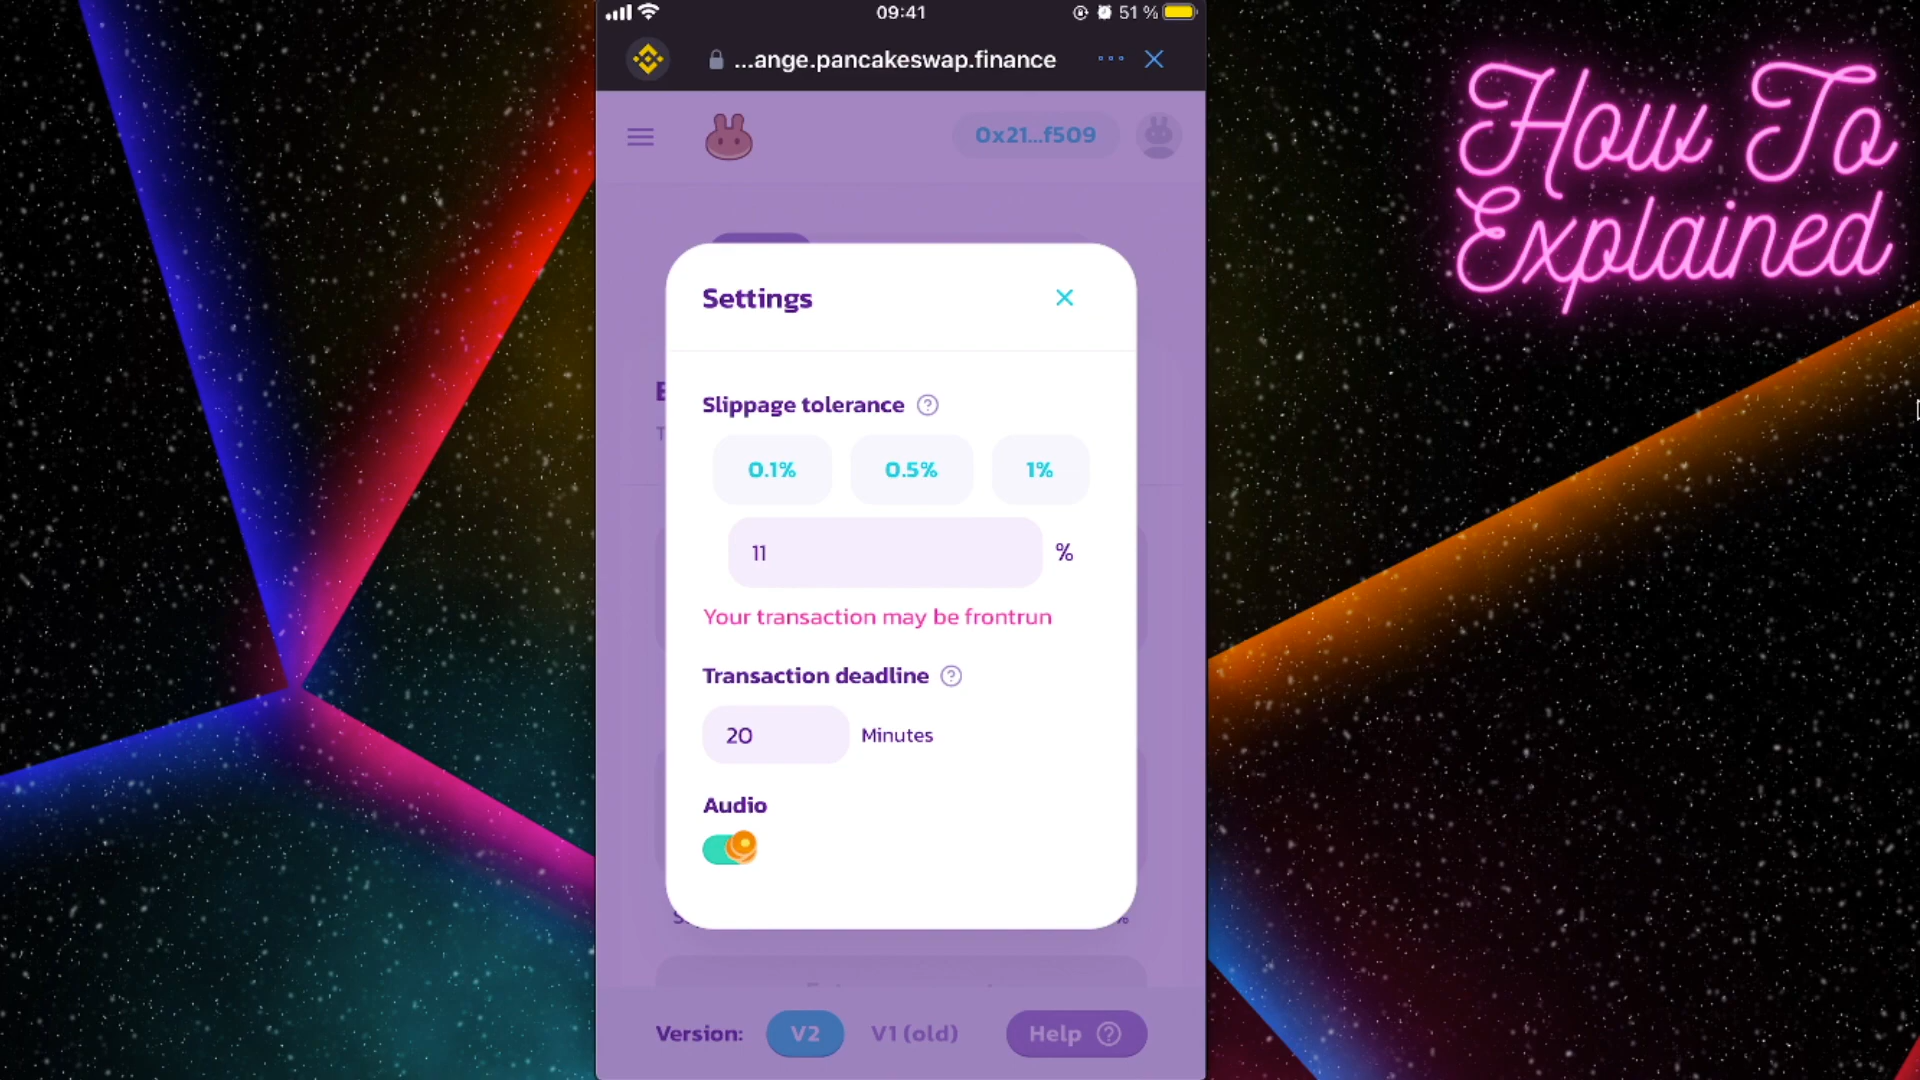 09:41
51 %
...ange.pancakeswap.finance
0x21...f509
How To
Explained
Settings
Slippage tolerance ?
0.1% 0.5% 1%
11 %
Your transaction may be frontrun
Transaction deadline ?
20 Minutes
Audio
Version: V2 V1 (old) Help ?